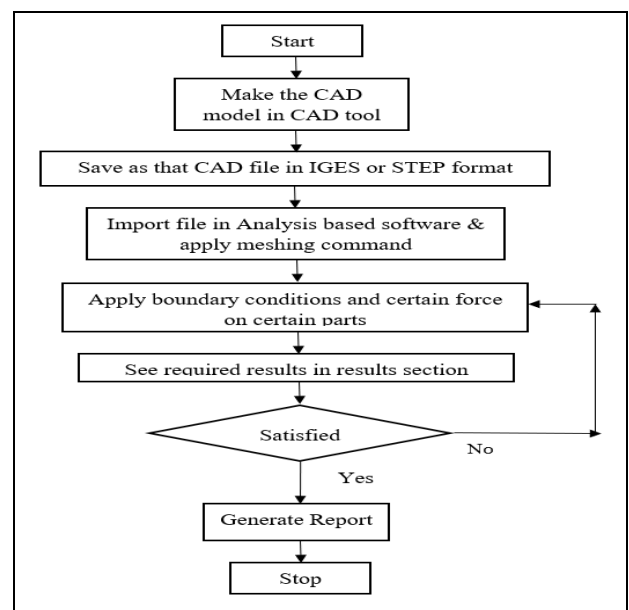 Start
Make the CAD
model in CAD tool
Save as that CAD file in IGES or STEP format
Import file in Analysis based software &
apply meshing command
Apply boundary conditions and certain force
on certain parts
See required results in results section
Satisfied
No
Yes
Generate Report
Stop